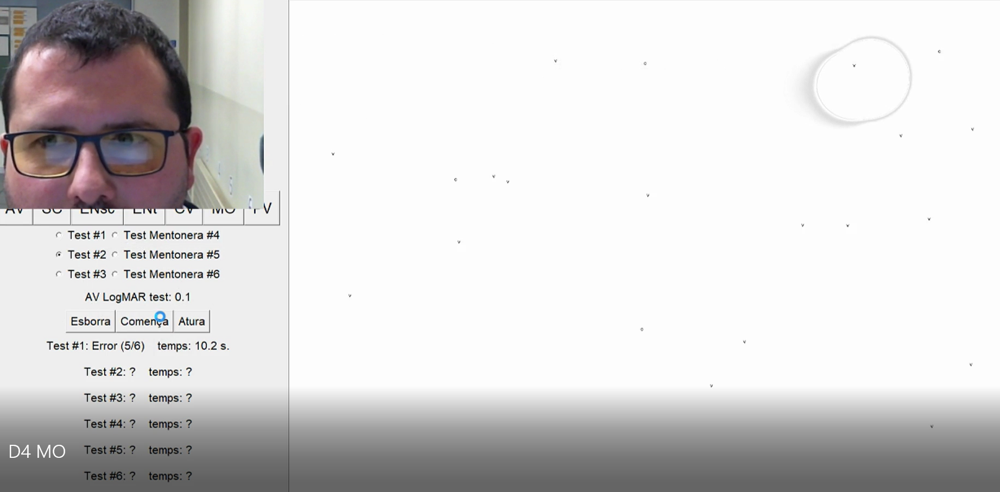 AV SC ENsc ENt CV MO PV
Test #1 Test Mentonera #4
Test #2 Test Mentonera #5
Test #3 Test Mentonera #6
AV LogMAR test: 0.1
Esborra Comença Atura
Test #1: Error (5/6) temps: 10.2 s.
Test #2: ? temps: ?
Test #3: ? temps: ?
Test #4: ? temps: ?
D4 MO
Test #5: ? temps: ?
Test #6: ? temps: ?